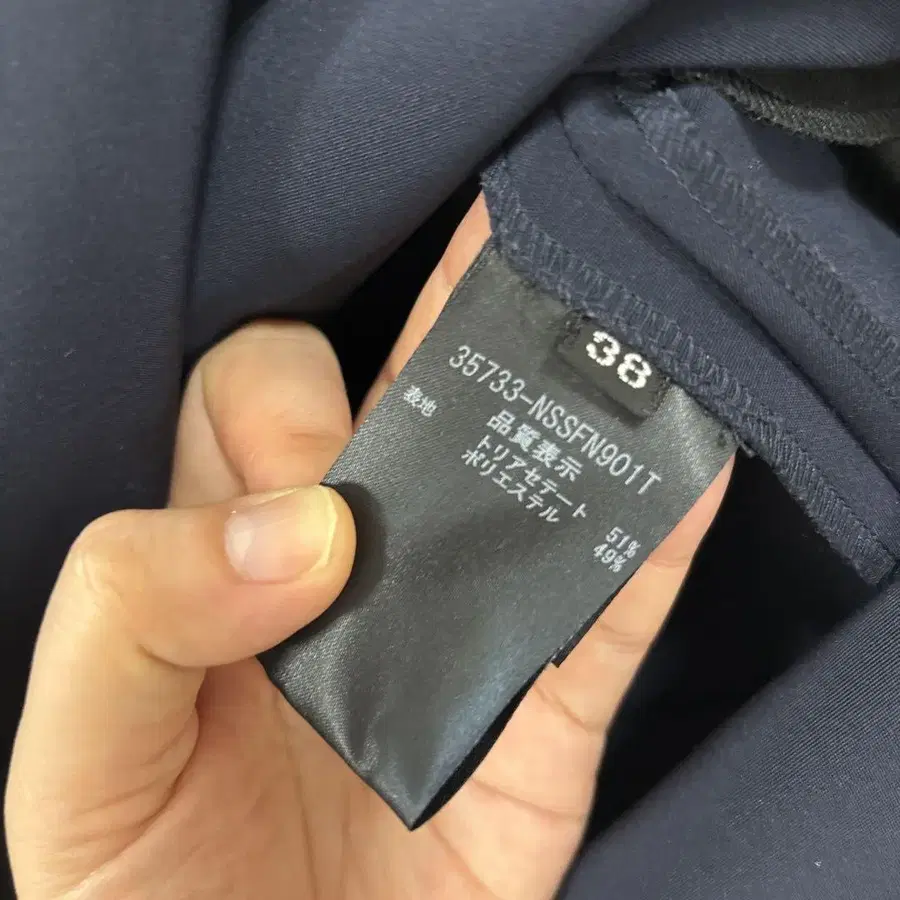 38
35733-NSSFN901T
品質表示
表地
トリアセテート 51%
ポリエステル 49%